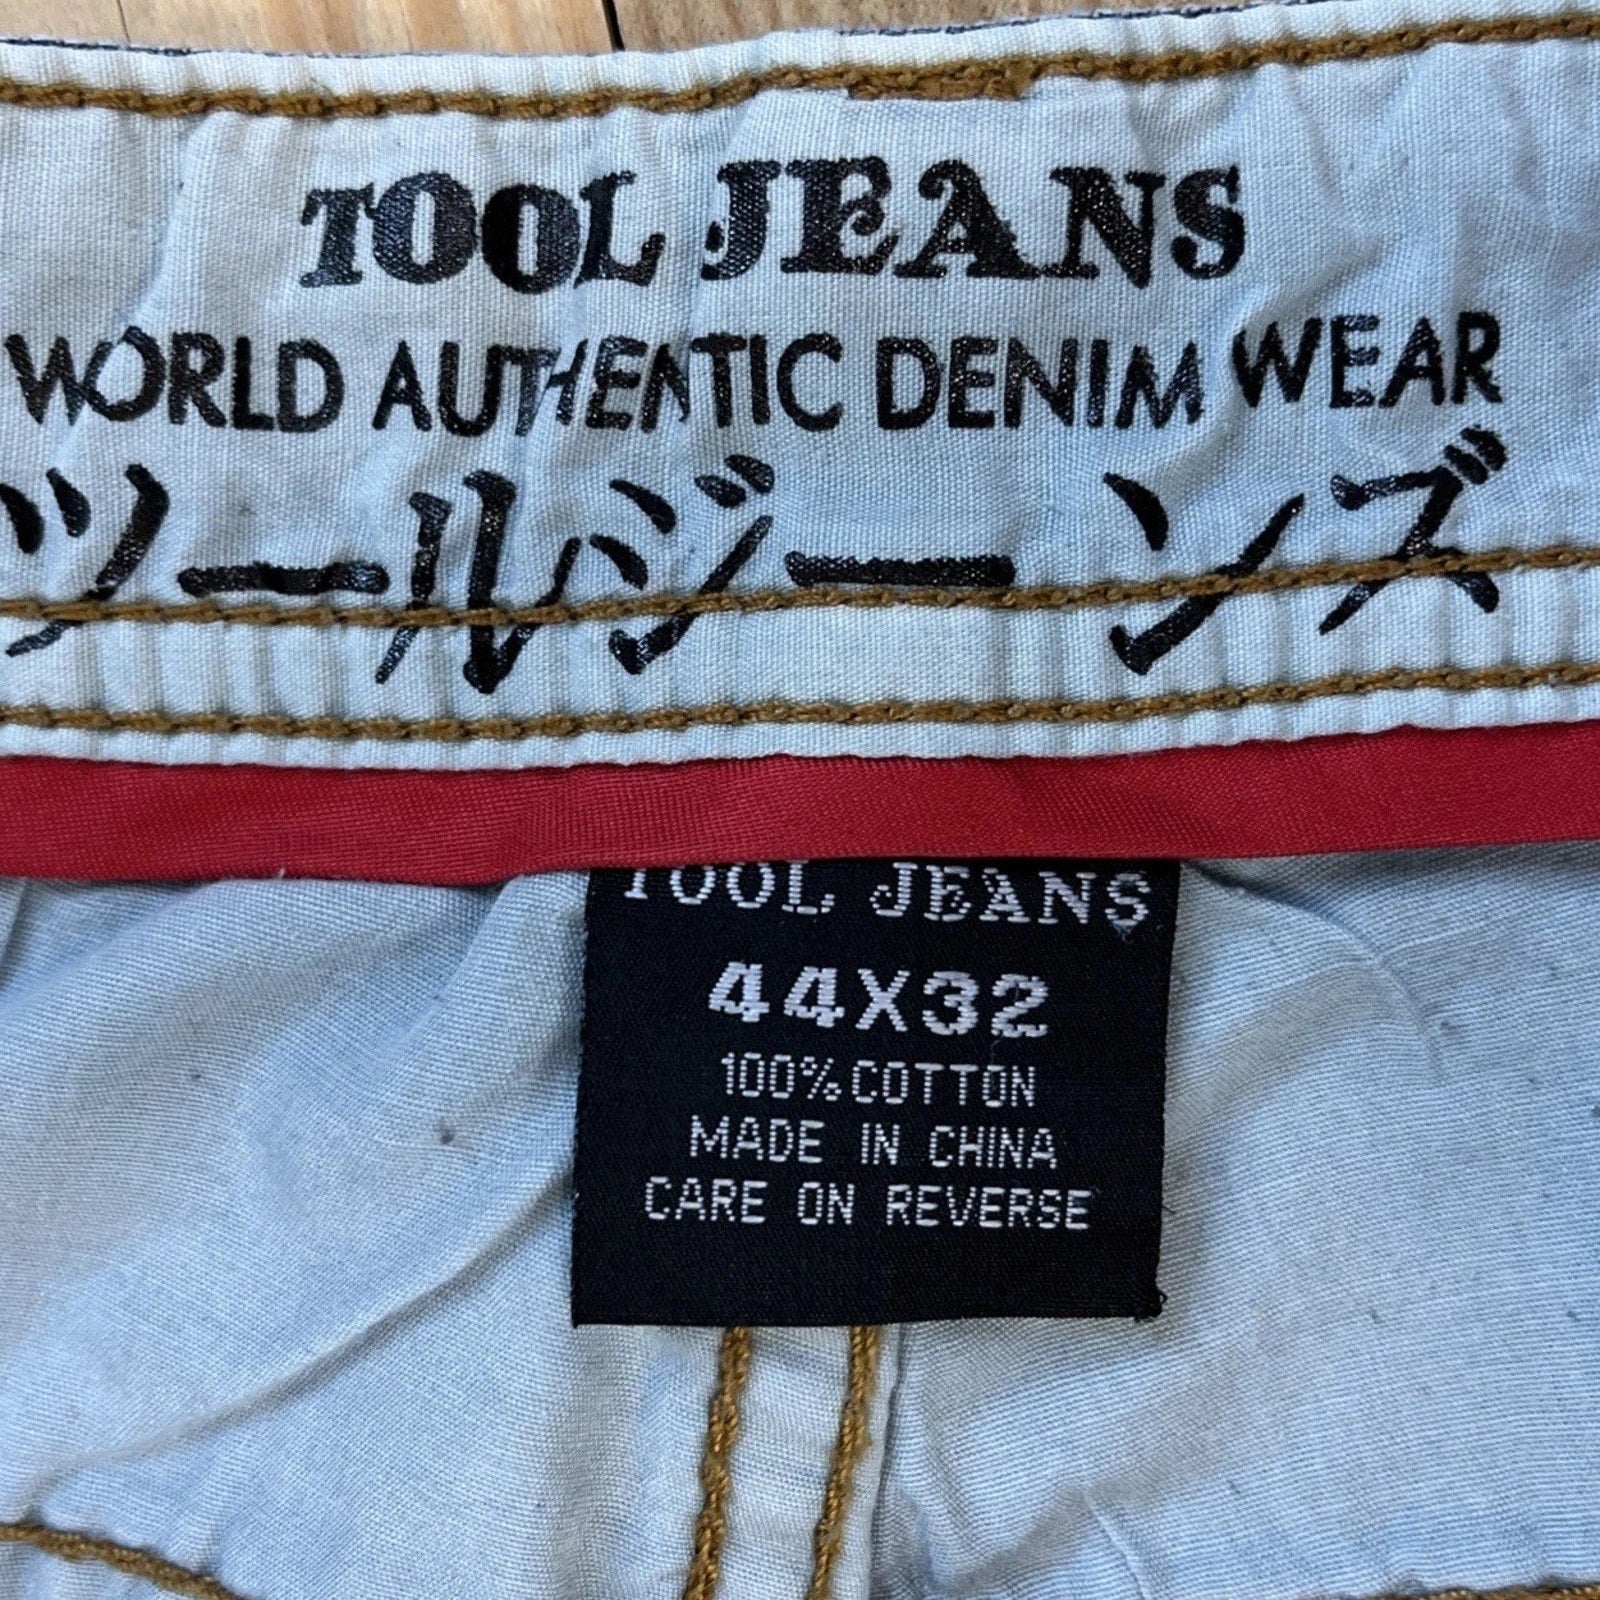 TOOL JEANS
WORLD AUTHENTIC DENIM WEAR
ツールジーンズ
TOOL JEANS
44X32
100% COTTON
MADE IN CHINA
CARE ON REVERSE